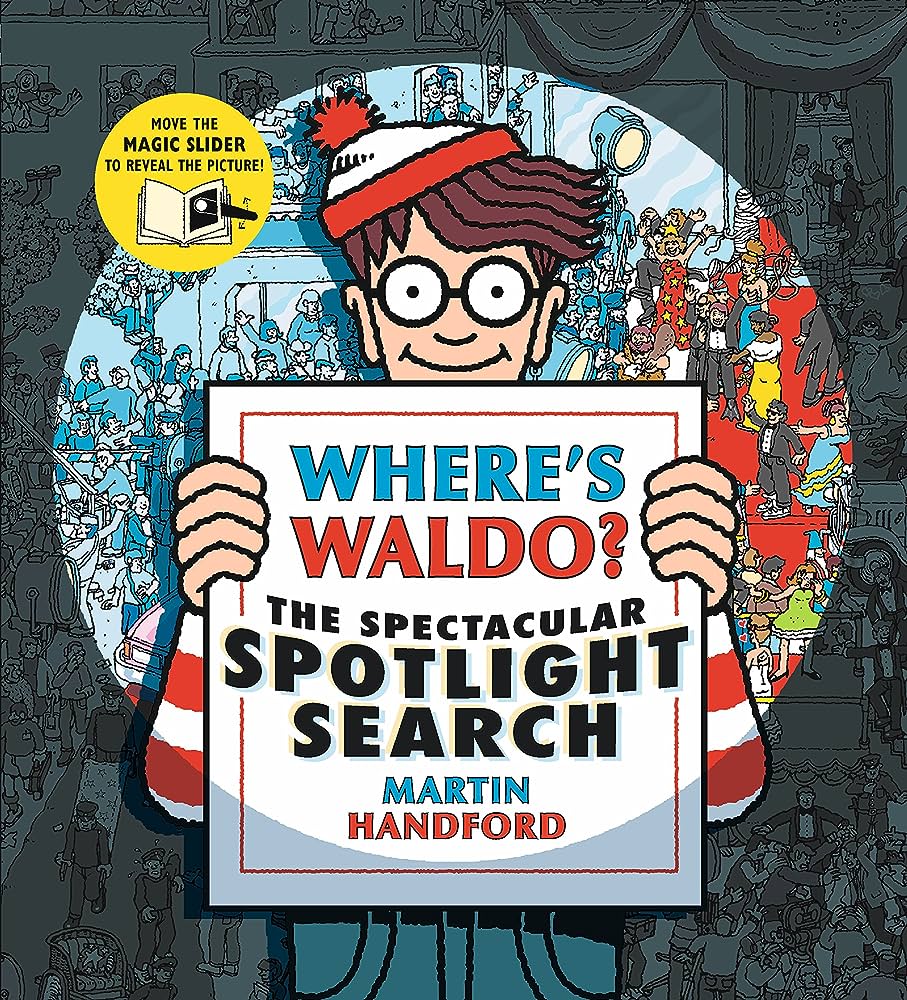 MOVE THE
MAGIC SLIDER
TO REVEAL THE PICTURE!
WHERE'S
WALDO?
THE SPECTACULAR
SPOTLIGHT
SEARCH
MARTIN
HANDFORD